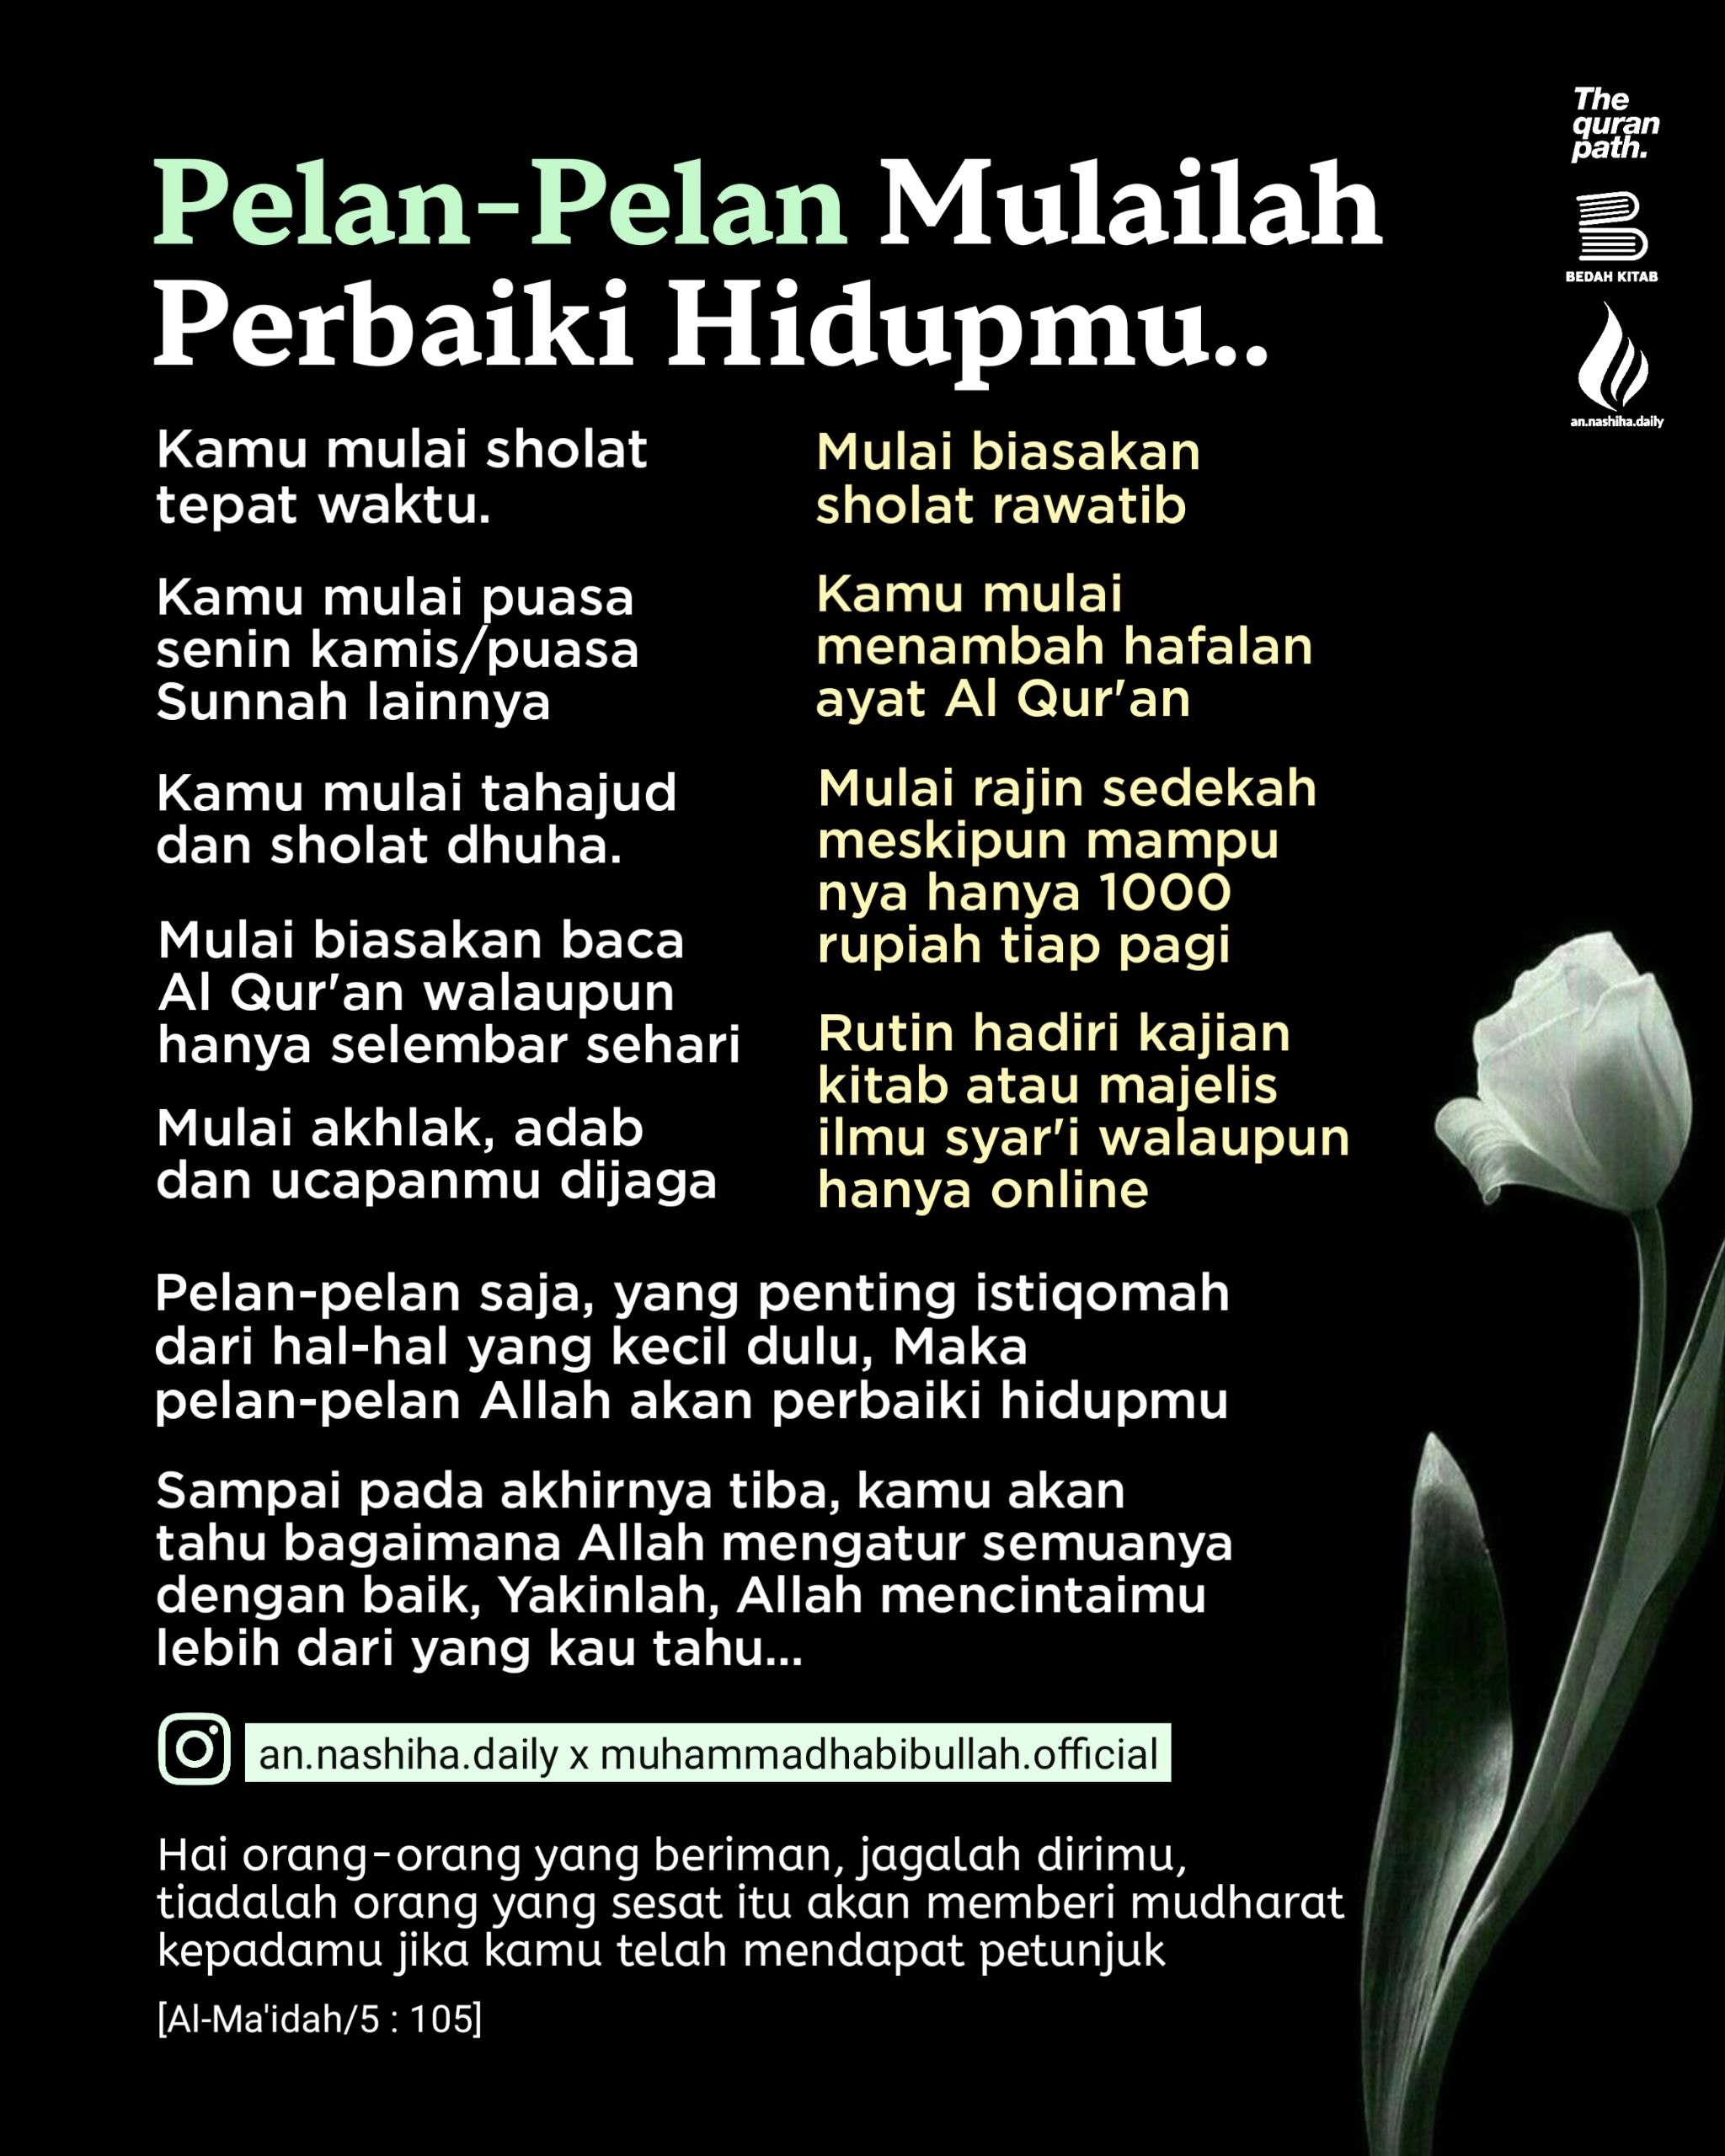 The
quran
path.
BEDAH KITAB
an.nashiha.daily
Pelan-Pelan Mulailah
Perbaiki Hidupmu..
Kamu mulai sholat
tepat waktu.
Kamu mulai puasa
senin kamis/puasa
Sunnah lainnya
Kamu mulai tahajud
dan sholat dhuha.
Mulai biasakan baca
Al Qur'an walaupun
hanya selembar sehari
Mulai akhlak, adab
dan ucapanmu dijaga
Mulai biasakan
sholat rawatib
Kamu mulai
menambah hafalan
ayat Al Qur'an
Mulai rajin sedekah
meskipun mampu
nya hanya 1000
rupiah tiap pagi
Rutin hadiri kajian
kitab atau majelis
ilmu syar'i walaupun
hanya online
Pelan-pelan saja, yang penting istiqomah
dari hal-hal yang kecil dulu, Maka
pelan-pelan Allah akan perbaiki hidupmu
Sampai pada akhirnya tiba, kamu akan
tahu bagaimana Allah mengatur semuanya
dengan baik, Yakinlah, Allah mencintaimu
lebih dari yang kau tahu...
an.nashiha.daily x muhammadhabibullah.official
Hai orang-orang yang beriman, jagalah dirimu,
tiadalah orang yang sesat itu akan memberi mudharat
kepadamu jika kamu telah mendapat petunjuk
[Al-Ma'idah/5 : 105]